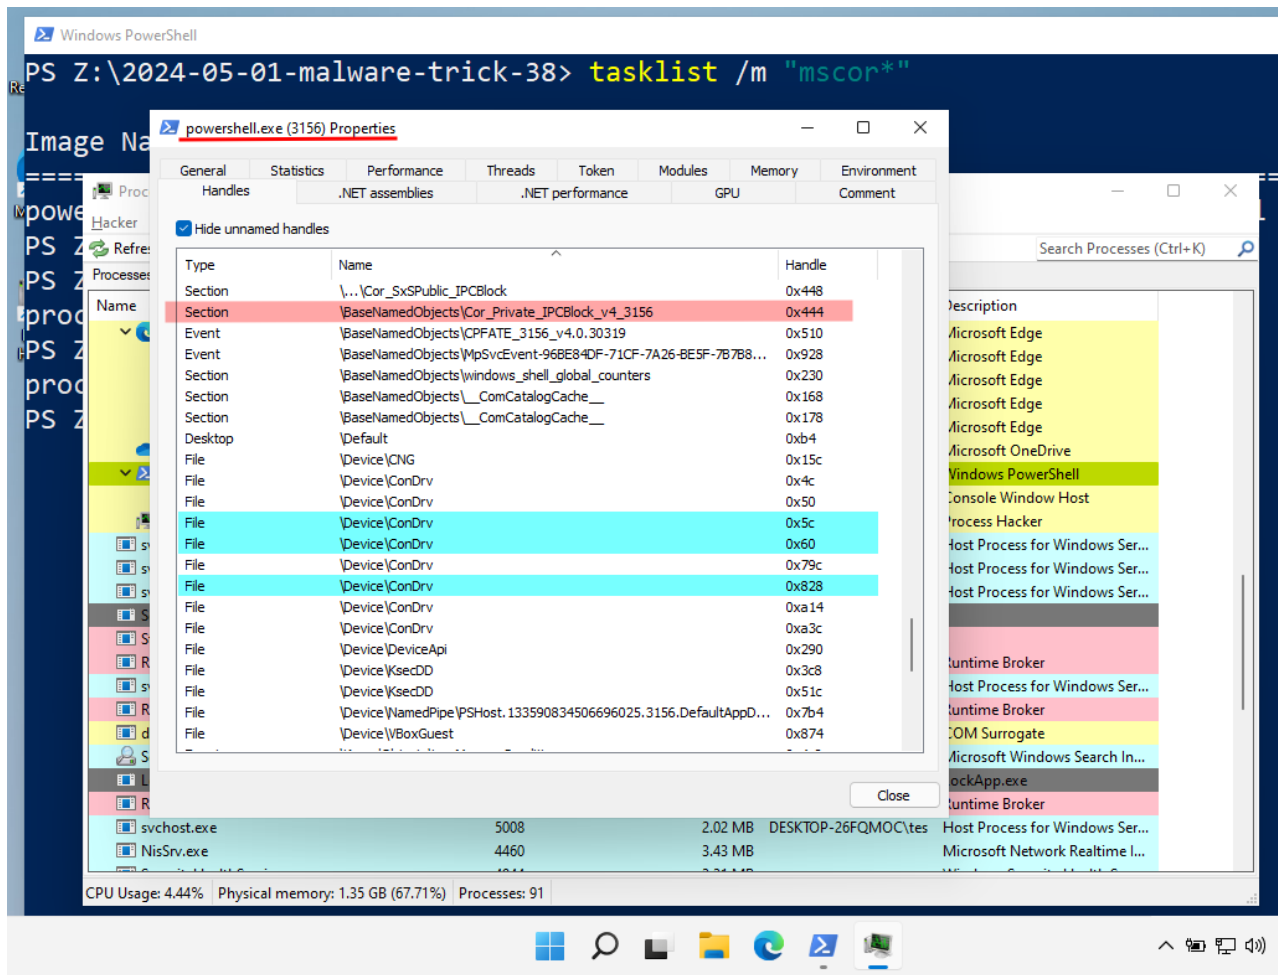 Windows PowerShell
PS Z:\2024-05-01-malware-trick-38> tasklist /m "mscor*"
Re
Image Na
powershell.exe (3156) Properties
General Statistics Performance Threads Token Modules Memory Environment
Handles .NET assemblies .NET performance GPU Comment
Proc
powe
Hacker
Hide unnamed handles
PS Z
Refres
Search Processes (Ctrl+K)
Processes
Type Name Handle
PS Z
Section \...\Cor_SxSPublic_IPCBlock 0x448
Name
Description
Section \BaseNamedObjects\Cor_Private_IPCBlock_v4_3156 0x444
proc
Event \BaseNamedObjects\CPFATE_3156_v4.0.30319 0x510
Microsoft Edge
Event \BaseNamedObjects\MpSvcEvent-96BE84DF-71CF-7A26-BE5F-7B7B8... 0x928
Microsoft Edge
PS Z
Section \BaseNamedObjects\windows_shell_global_counters 0x230
Microsoft Edge
Section \BaseNamedObjects\__ComCatalogCache__ 0x168
proc
Microsoft Edge
Section \BaseNamedObjects\__ComCatalogCache__ 0x178
PS Z
Microsoft Edge
Desktop \Default 0xb4
Microsoft OneDrive
File \Device\CNG 0x15c
Windows PowerShell
File \Device\ConDrv 0x4c
Console Window Host
File \Device\ConDrv 0x50
Process Hacker
File \Device\ConDrv 0x5c
File \Device\ConDrv 0x60
Host Process for Windows Ser...
File \Device\ConDrv 0x79c
Host Process for Windows Ser...
File \Device\ConDrv 0x828
Host Process for Windows Ser...
File \Device\ConDrv 0xa14
File \Device\ConDrv 0xa3c
File \Device\DeviceApi 0x290
Runtime Broker
File \Device\KsecDD 0x3c8
Host Process for Windows Ser...
File \Device\KsecDD 0x51c
Runtime Broker
File \Device\NamedPipe\PSHost.133590834506696025.3156.DefaultAppD... 0x7b4
File \Device\VBoxGuest 0x874
COM Surrogate
Microsoft Windows Search In...
LockApp.exe
Close
Runtime Broker
svchost.exe 5008 2.02 MB DESKTOP-26FQMOC\tes Host Process for Windows Ser...
NisSrv.exe 4460 3.43 MB Microsoft Network Realtime I...
CPU Usage: 4.44% Physical memory: 1.35 GB (67.71%) Processes: 91